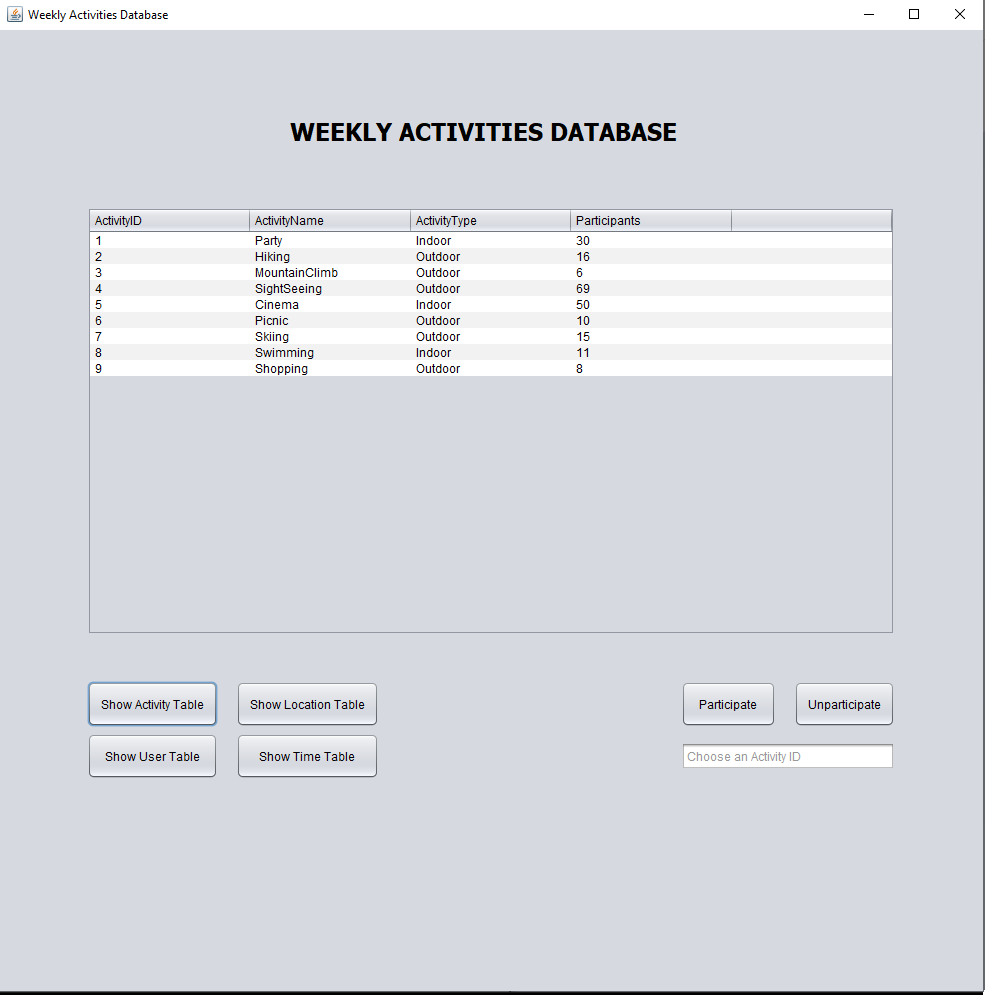 Weekly Activities Database
WEEKLY ACTIVITIES DATABASE
ActivityID ActivityName ActivityType Participants
1 Party Indoor 30
2 Hiking Outdoor 16
3 MountainClimb Outdoor 6
4 SightSeeing Outdoor 69
5 Cinema Indoor 50
6 Picnic Outdoor 10
7 Skiing Outdoor 15
8 Swimming Indoor 11
9 Shopping Outdoor 8
Show Activity Table Show Location Table Participate Unparticipate
Show User Table Show Time Table Choose an Activity ID